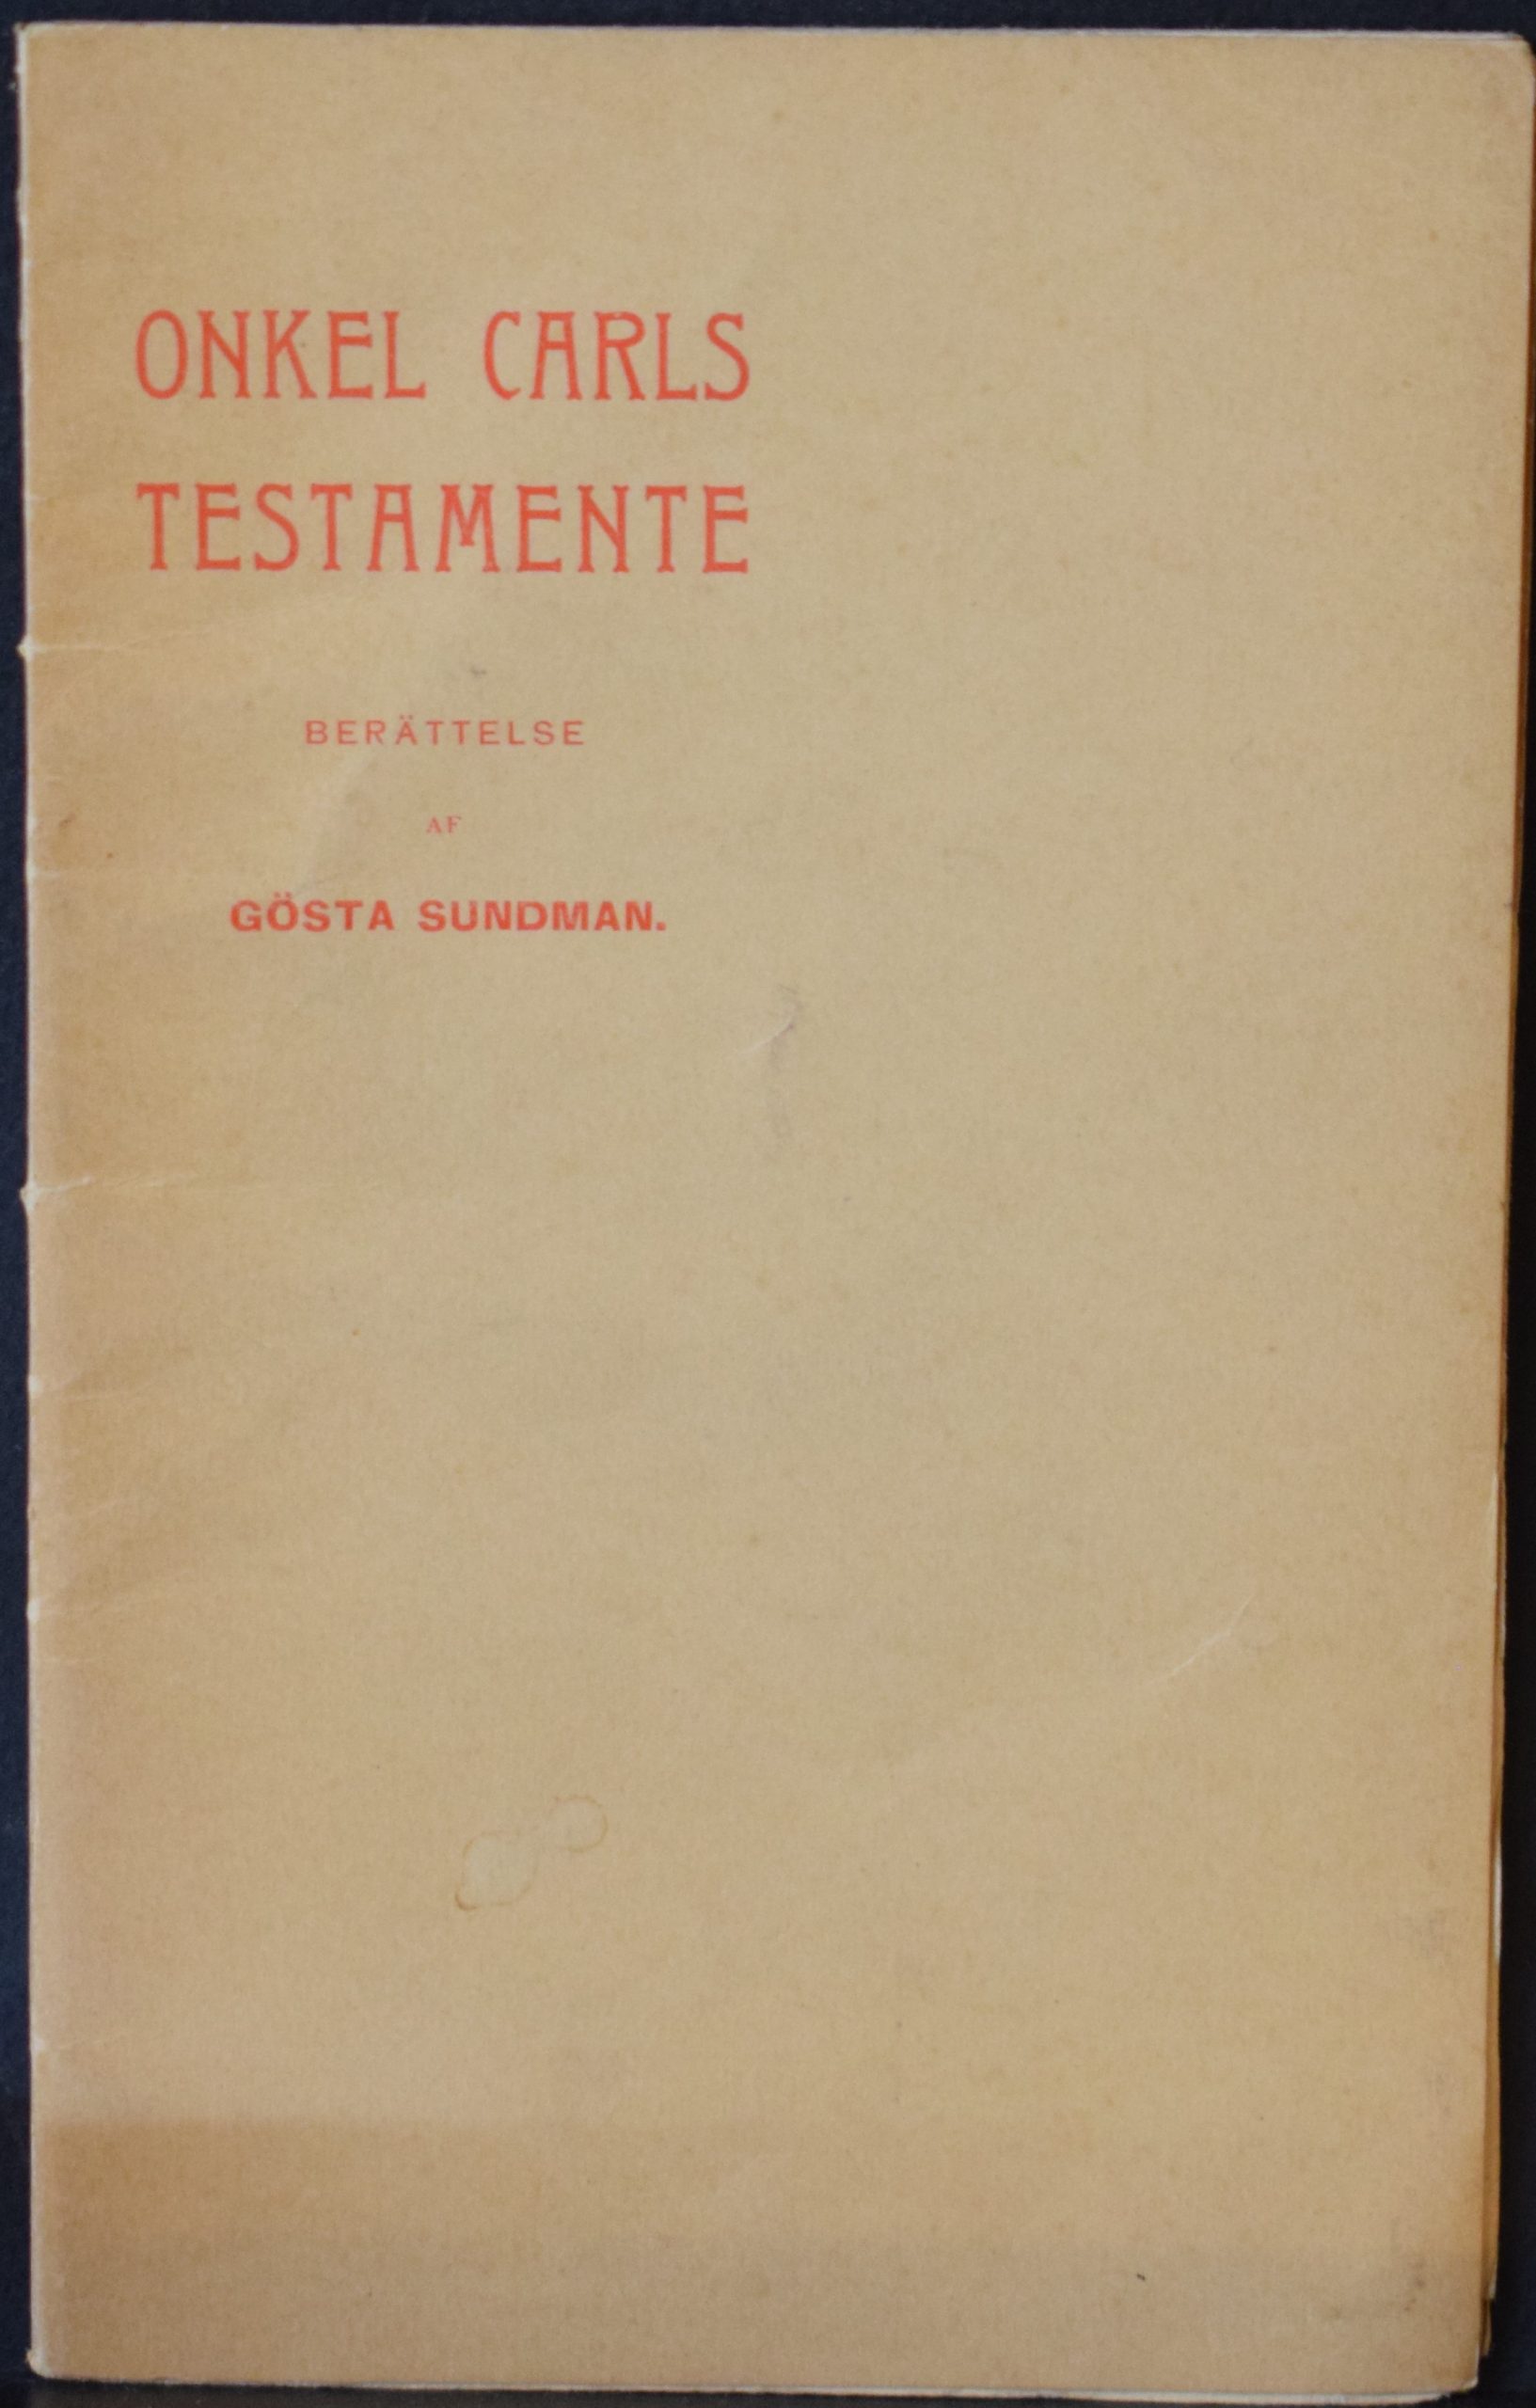 ONKEL CARLS
TESTAMENTE
BERÄTTELSE
AF
GÖSTA SUNDMAN.